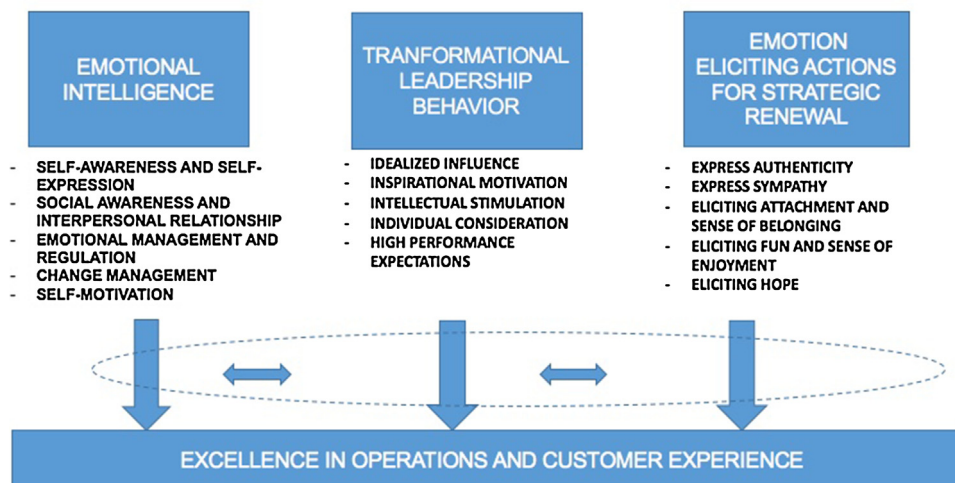 EMOTIONAL
INTELLIGENCE
- SELF-AWARENESS AND SELF-
EXPRESSION
- SOCIAL AWARENESS AND
INTERPERSONAL RELATIONSHIP
- EMOTIONAL MANAGEMENT AND
REGULATION
- CHANGE MANAGEMENT
- SELF-MOTIVATION
TRANFORMATIONAL
LEADERSHIP
BEHAVIOR
- IDEALIZED INFLUENCE
- INSPIRATIONAL MOTIVATION
- INTELLECTUAL STIMULATION
- INDIVIDUAL CONSIDERATION
- HIGH PERFORMANCE
EXPECTATIONS
EMOTION
ELICITING ACTIONS
FOR STRATEGIC
RENEWAL
- EXPRESS AUTHENTICITY
- EXPRESS SYMPATHY
- ELICITING ATTACHMENT AND
SENSE OF BELONGING
- ELICITING FUN AND SENSE OF
ENJOYMENT
- ELICITING HOPE
EXCELLENCE IN OPERATIONS AND CUSTOMER EXPERIENCE